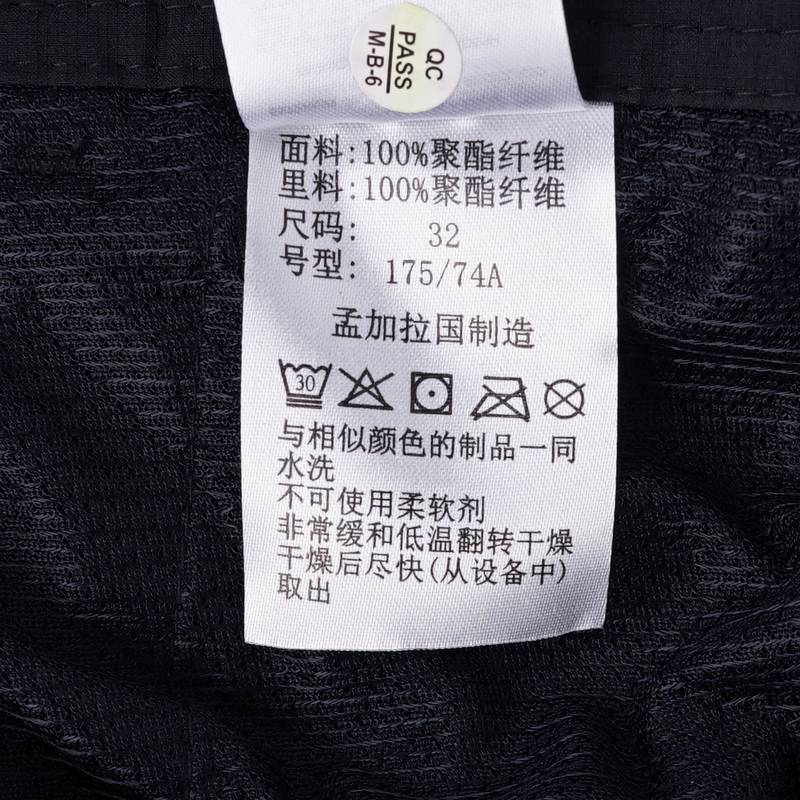 QC
PASS
M-B-6
面料:100%聚酯纤维
里料:100%聚酯纤维
尺码: 32
号型: 175/74A
孟加拉国制造
30
与相似颜色的制品一同
水洗
不可使用柔软剂
非常缓和低温翻转干燥
干燥后尽快(从设备中)
取出